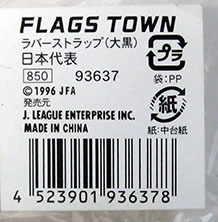 FLAGS TOWN
ラバーストラップ(大黒)
日本代表
850 93637
プラ
袋:PP
©1996 JFA
発売元
J. LEAGUE ENTERPRISE INC.
MADE IN CHINA
紙
紙:中台紙
4 523901 936378